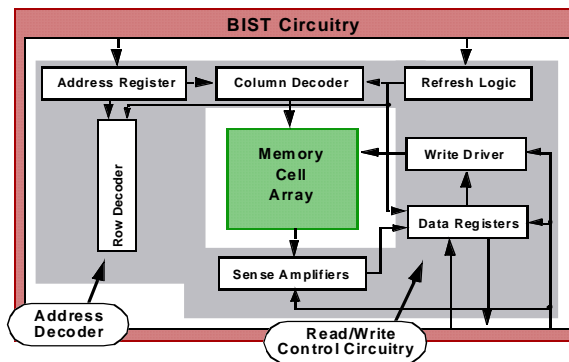 BIST Circuitry
Address Register
Column Decoder
Refresh Logic
Row Decoder
Memory
Cell
Array
Write Driver
Data Registers
Sense Amplifiers
Address
Decoder
Read/Write
Control Circuitry